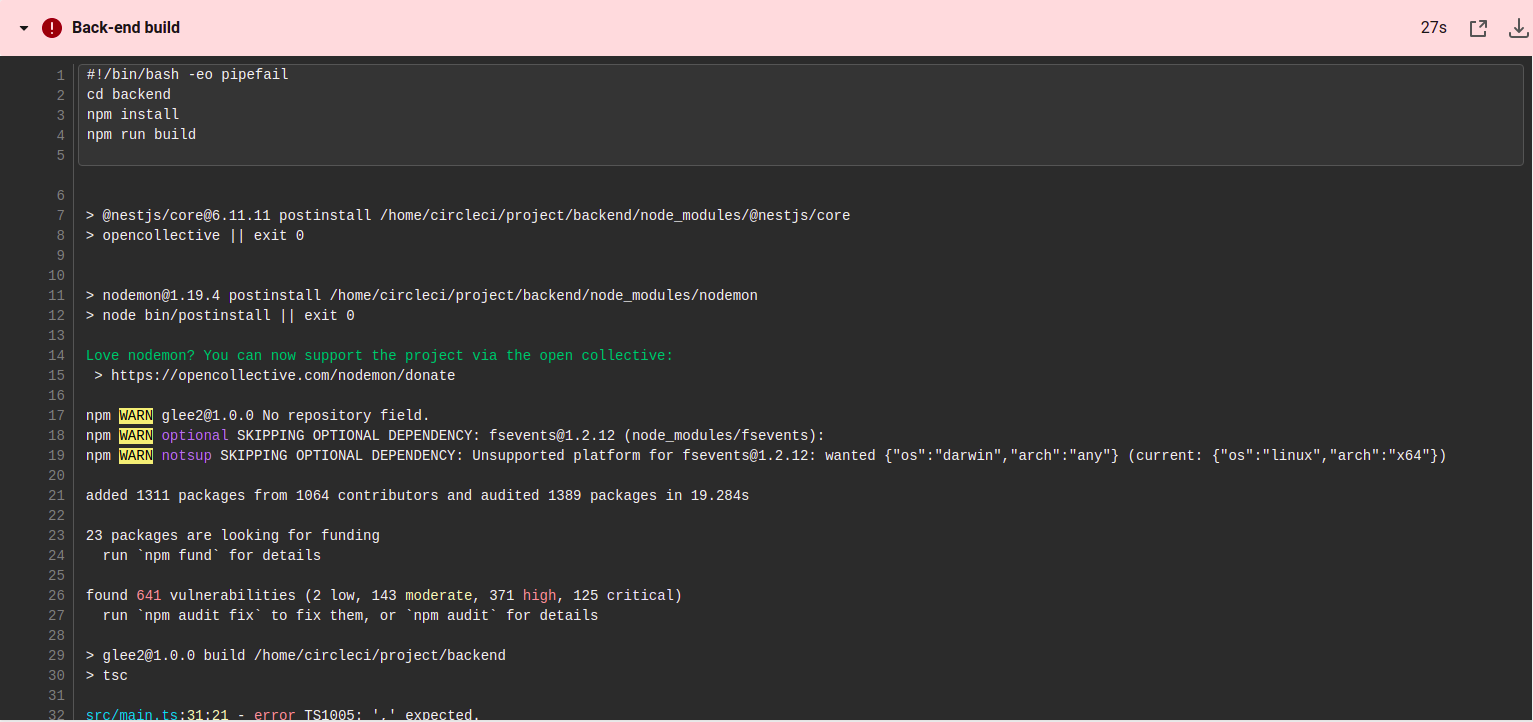 Back-end build
27s
1 #!/bin/bash -eo pipefail
2 cd backend
3 npm install
4 npm run build
5
6
7 > @nestjs/core@6.11.11 postinstall /home/circleci/project/backend/node_modules/@nestjs/core
8 > opencollective || exit 0
9
10
11 > nodemon@1.19.4 postinstall /home/circleci/project/backend/node_modules/nodemon
12 > node bin/postinstall || exit 0
13
14 Love nodemon? You can now support the project via the open collective:
15  > https://opencollective.com/nodemon/donate
16
17 npm WARN glee2@1.0.0 No repository field.
18 npm WARN optional SKIPPING OPTIONAL DEPENDENCY: fsevents@1.2.12 (node_modules/fsevents):
19 npm WARN notsup SKIPPING OPTIONAL DEPENDENCY: Unsupported platform for fsevents@1.2.12: wanted {"os":"darwin","arch":"any"} (current: {"os":"linux","arch":"x64"})
20
21 added 1311 packages from 1064 contributors and audited 1389 packages in 19.284s
22
23 23 packages are looking for funding
24   run `npm fund` for details
25
26 found 641 vulnerabilities (2 low, 143 moderate, 371 high, 125 critical)
27   run `npm audit fix` to fix them, or `npm audit` for details
28
29 > glee2@1.0.0 build /home/circleci/project/backend
30 > tsc
31
32 src/main.ts:31:21 - error TS1005: ',' expected.